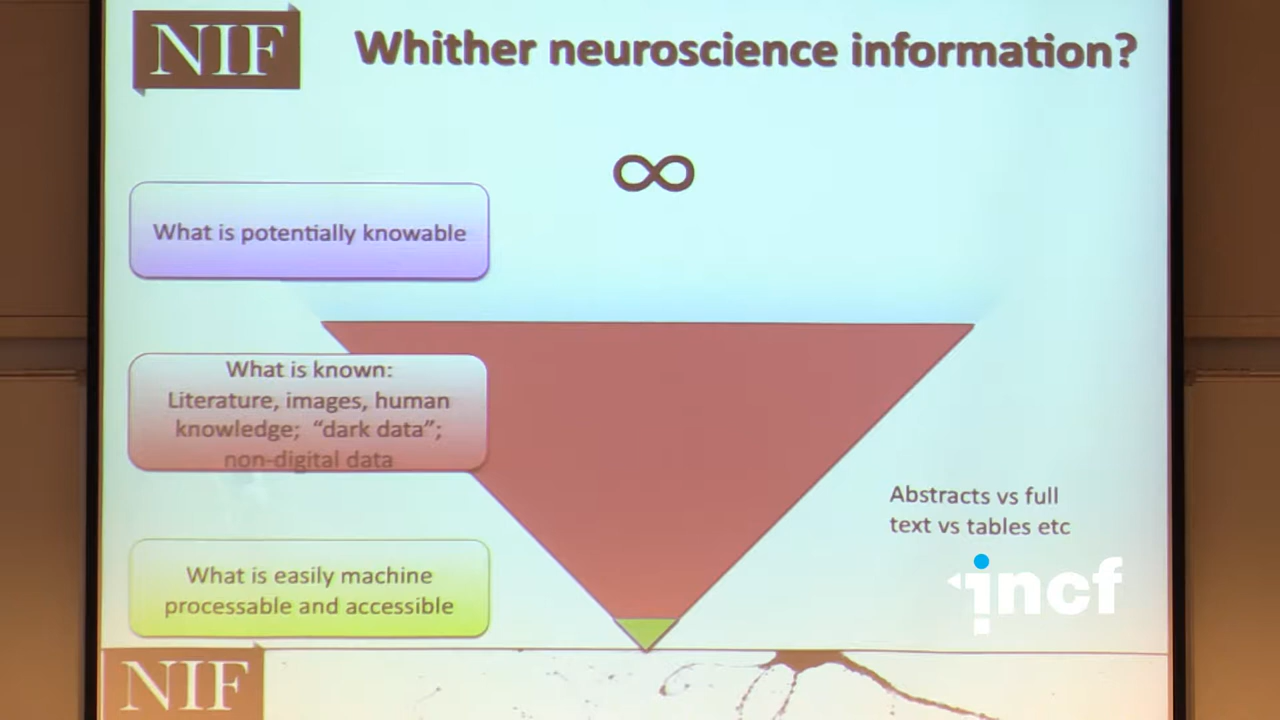 NIF
Whither neuroscience information?
∞
What is potentially knowable
What is known:
Literature, images, human
knowledge; “dark data”;
non-digital data
Abstracts vs full
text vs tables etc
What is easily machine
processable and accessible
incf
NIF